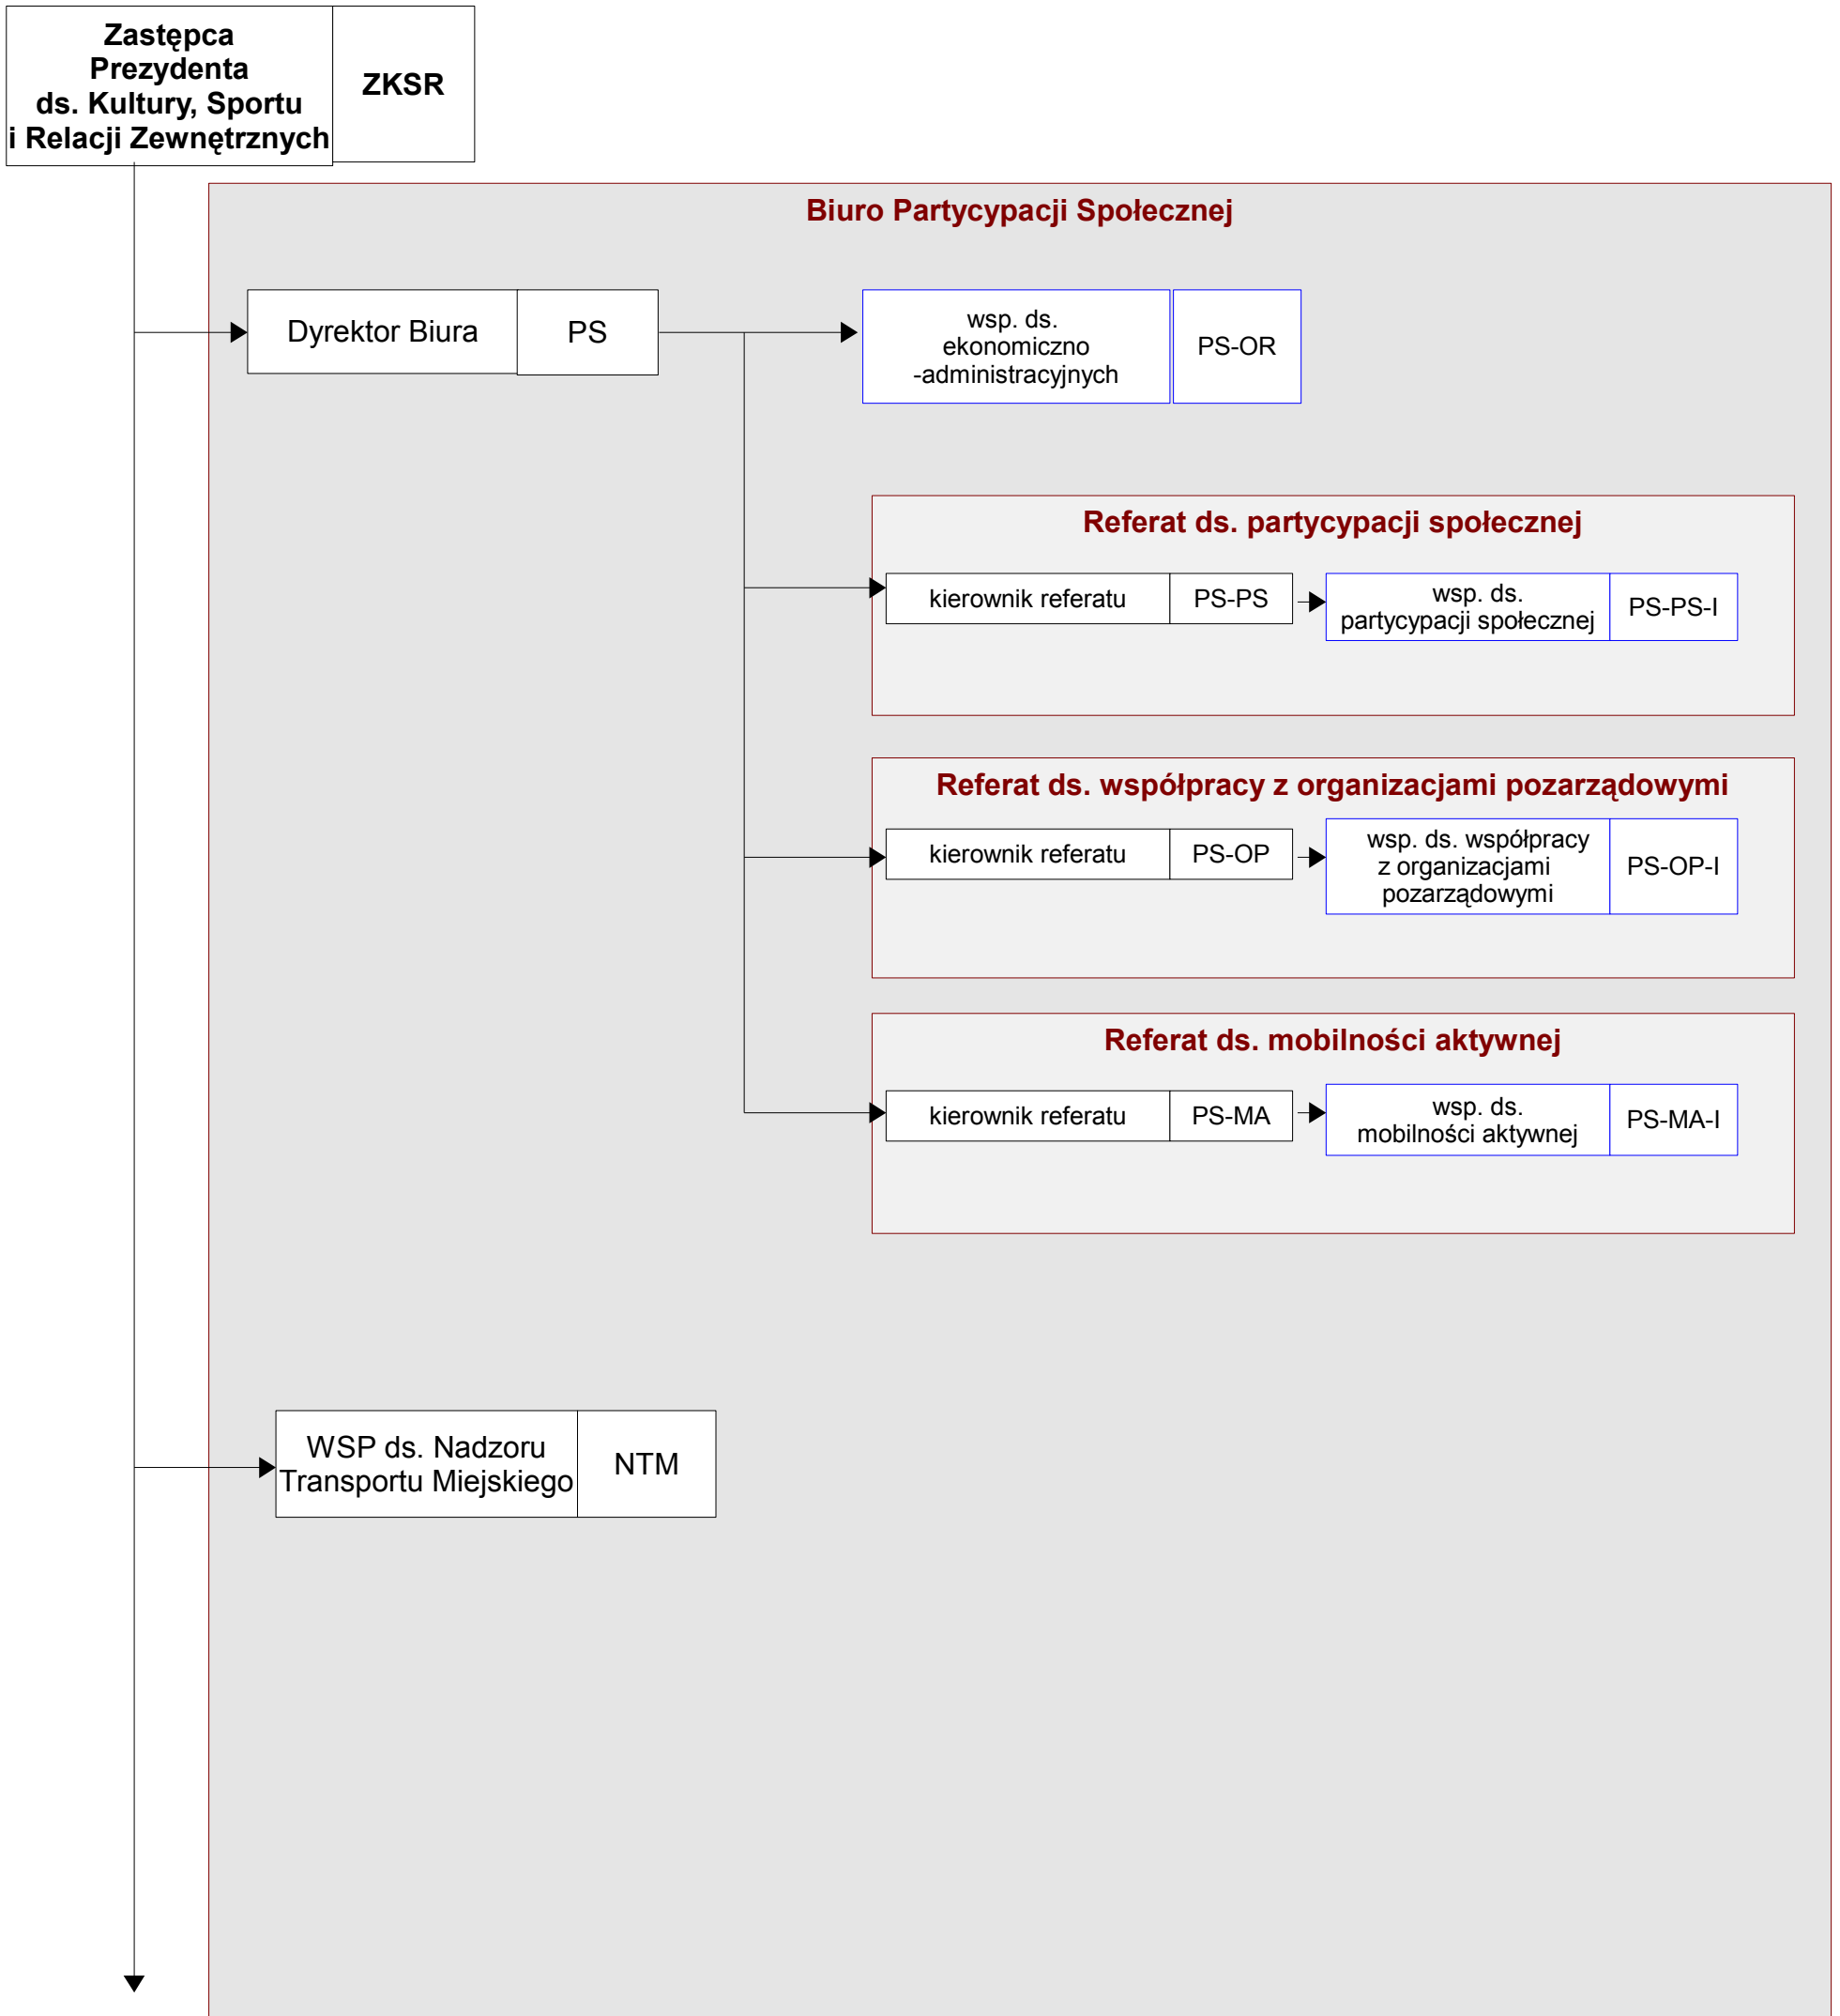 Zastępca
Prezydenta
ds. Kultury, Sportu
i Relacji Zewnętrznych
ZKSR
Biuro Partycypacji Społecznej
Dyrektor Biura
PS
wsp. ds.
ekonomiczno
-administracyjnych
PS-OR
Referat ds. partycypacji społecznej
kierownik referatu
PS-PS
wsp. ds.
partycypacji społecznej
PS-PS-I
Referat ds. współpracy z organizacjami pozarządowymi
kierownik referatu
PS-OP
wsp. ds. współpracy
z organizacjami
pozarządowymi
PS-OP-I
Referat ds. mobilności aktywnej
kierownik referatu
PS-MA
wsp. ds.
mobilności aktywnej
PS-MA-I
WSP ds. Nadzoru
Transportu Miejskiego
NTM